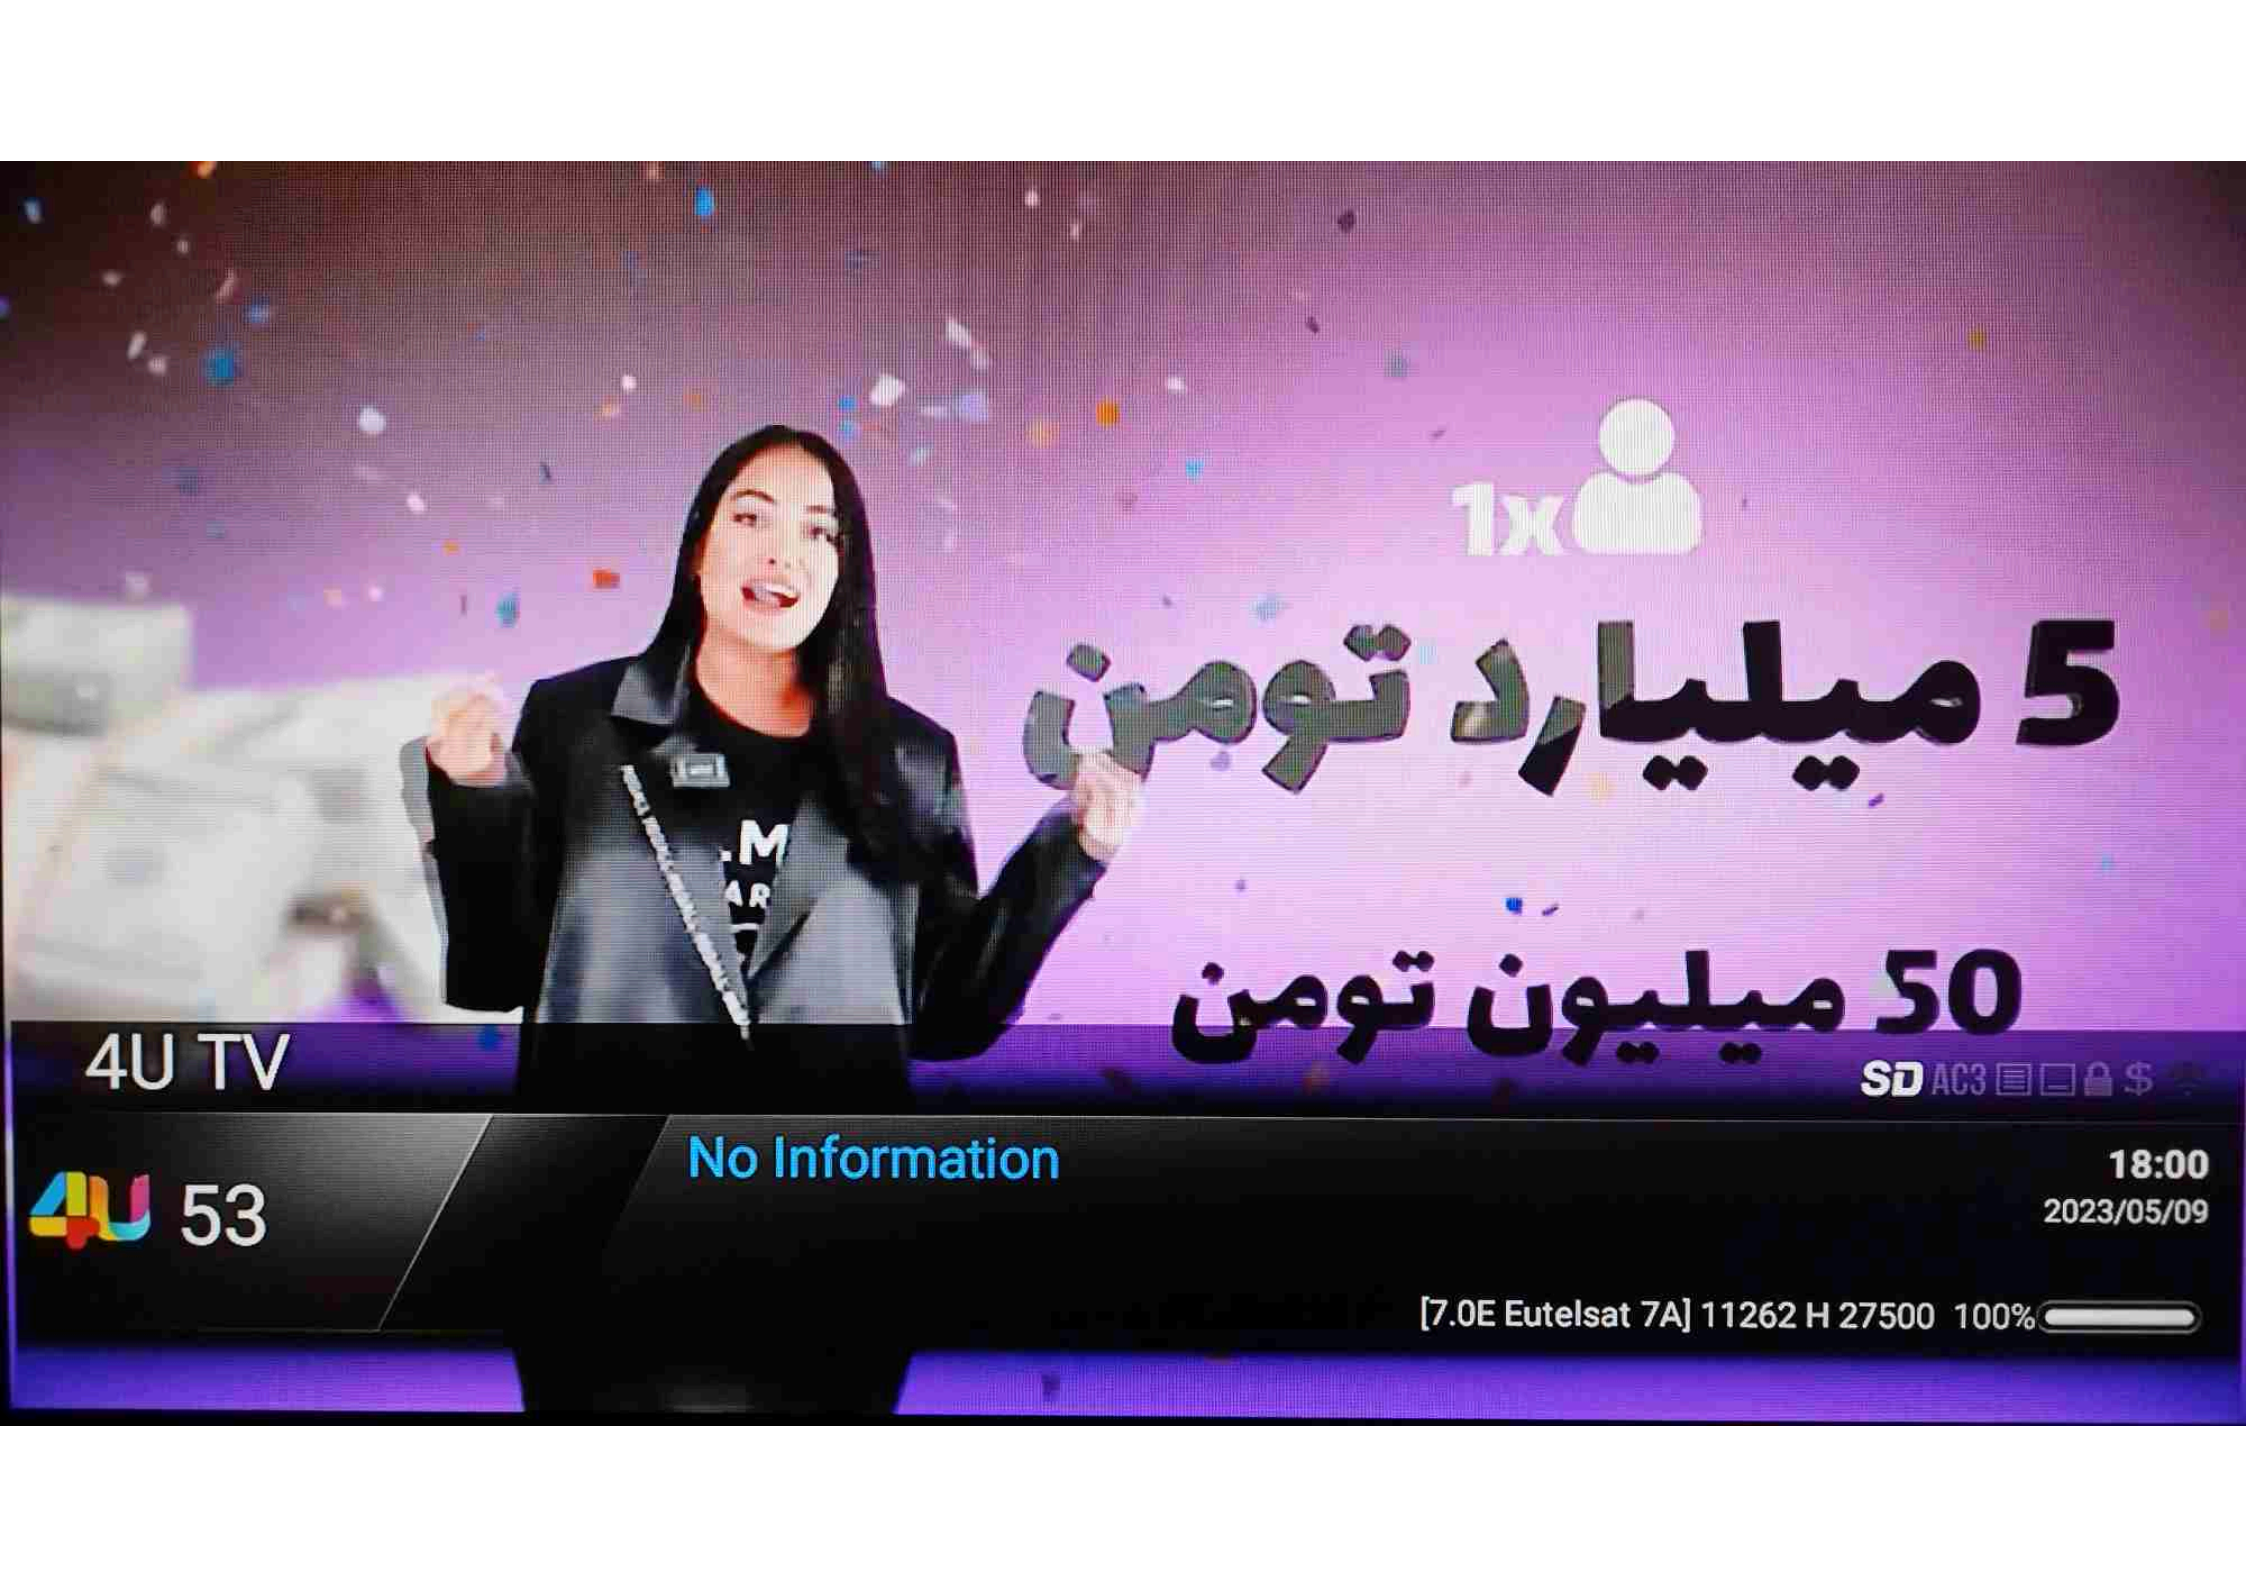 1x
5 میلیارد تومن
50 میلیون تومن
.M
AR
4U TV
SD AC3 $
4U 53
No Information
18:00
2023/05/09
[7.0E Eutelsat 7A] 11262 H 27500 100%